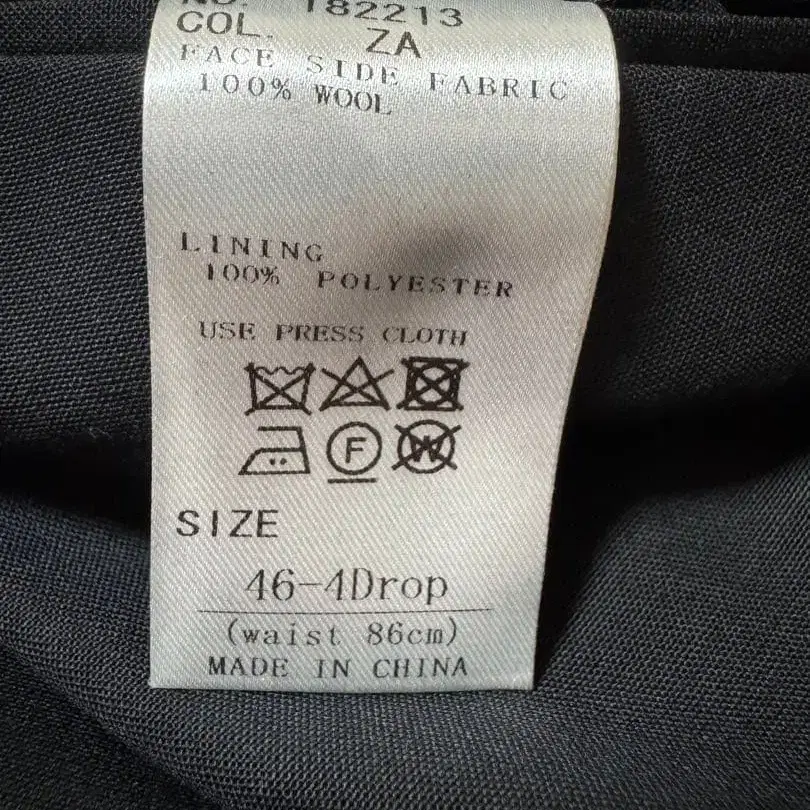 NO. 182213
COL. ZA
FACE SIDE FABRIC
100% WOOL
LINING
100% POLYESTER
USE PRESS CLOTH
F W
SIZE
46-4Drop
(waist 86cm)
MADE IN CHINA